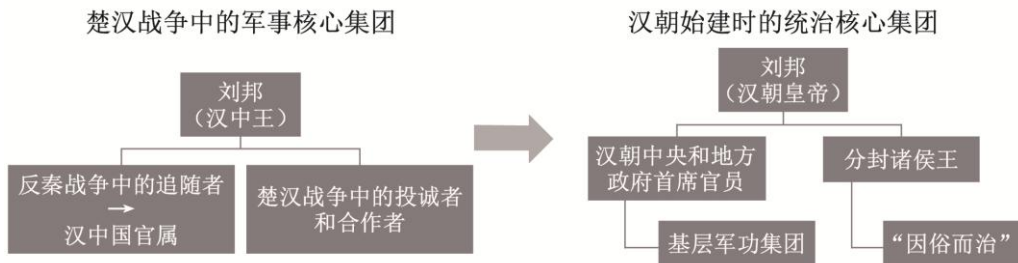 楚汉战争中的军事核心集团
刘邦
（汉中王）
反秦战争中的追随者
→
汉中国官属
楚汉战争中的投诚者
和合作者
汉朝始建时的统治核心集团
刘邦
（汉朝皇帝）
汉朝中央和地方
政府首席官员
基层军功集团
分封诸侯王
“因俗而治”